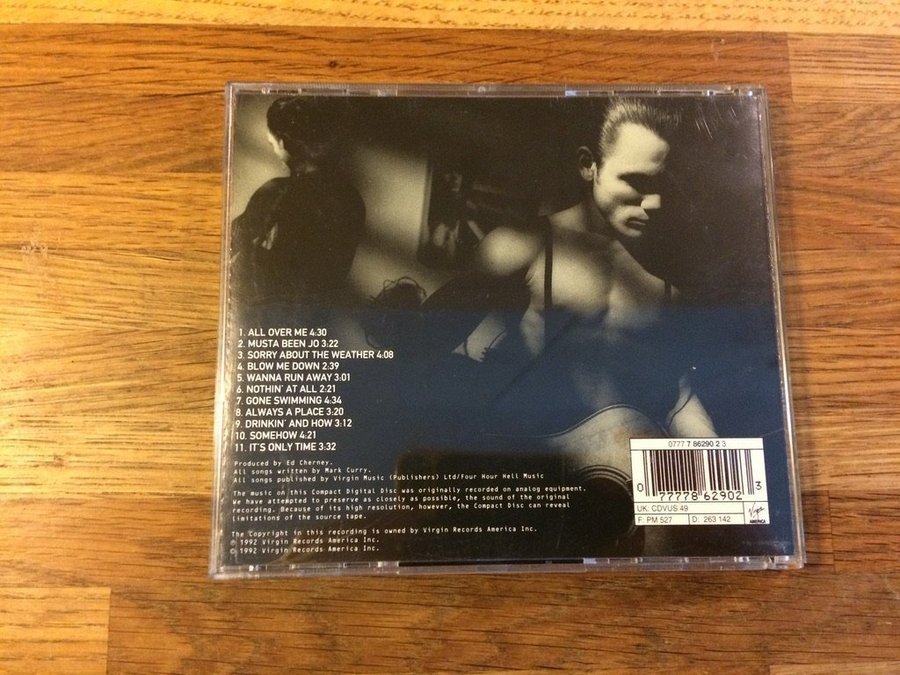 1. ALL OVER ME 4:30
2. MUSTA BEEN JO 3:22
3. SORRY ABOUT THE WEATHER 4:08
4. BLOW ME DOWN 2:39
5. WANNA RUN AWAY 3:01
6. NOTHIN' AT ALL 2:21
7. GONE SWIMMING 4:34
8. ALWAYS A PLACE 3:20
9. DRINKIN' AND HOW 3:12
10. SOMEHOW 4:21
11. IT'S ONLY TIME 3:32
Produced by Ed Cherney.
All songs written by Mark Curry.
All songs published by Virgin Music (Publishers) Ltd/Four Hour Hell Music
The music on this Compact Digital Disc was originally recorded on analog equipment.
We have attempted to preserve as closely as possible, the sound of the original
recording. Because of its high resolution, however, the Compact Disc can reveal
limitations of the source tape.
The Copyright in this recording is owned by Virgin Records America Inc.
℗ 1992 Virgin Records America Inc.
© 1992 Virgin Records America Inc.
0777 7 86290 2 3
0 77778 62902 3
UK: CDVUS 49
F: PM 527 D: 263 142
Virgin
AMERICA